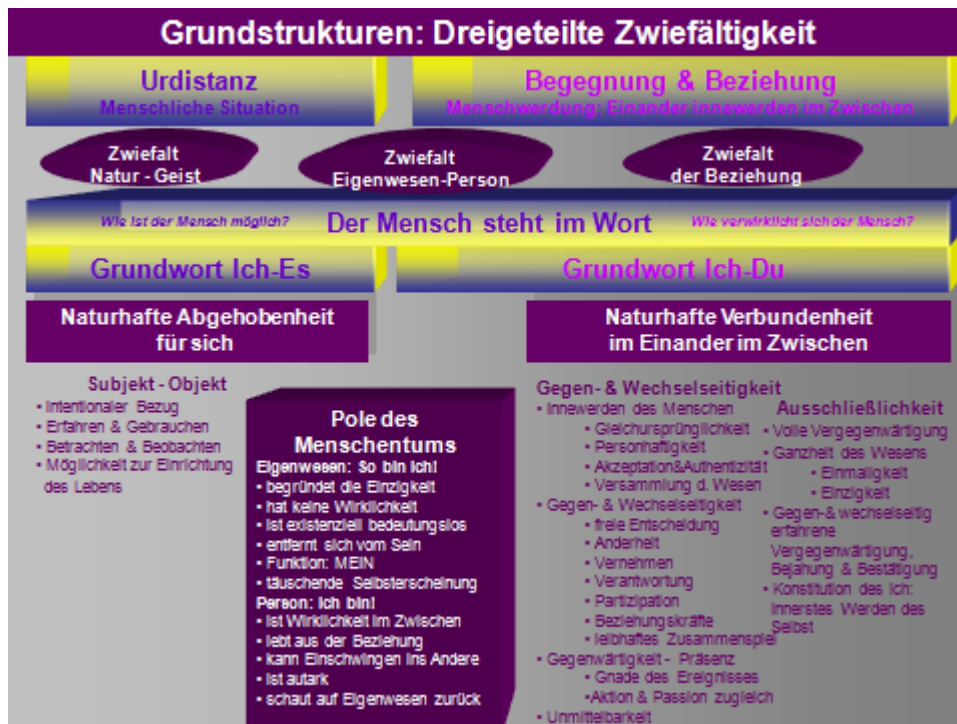 Grundstrukturen: Dreigeteilte Zwiefältigkeit
Urdistanz
Menschliche Situation
Begegnung & Beziehung
Menschwerdung: Einander innewerden im Zwischen
Zwiefalt
Natur - Geist
Zwiefalt
Eigenwesen-Person
Zwiefalt
der Beziehung
Wie ist der Mensch möglich?
Der Mensch steht im Wort
Wie verwirklicht sich der Mensch?
Grundwort Ich-Es
Grundwort Ich-Du
Naturhafte Abgehobenheit
für sich
Naturhafte Verbundenheit
im Einander im Zwischen
Subjekt - Objekt
▪ Intentionaler Bezug
▪ Erfahren & Gebrauchen
▪ Betrachten & Beobachten
▪ Möglichkeit zur Einrichtung
des Lebens
Pole des
Menschentums
Eigenwesen: So bin ich!
▪ begründet die Einzigkeit
▪ hat keine Wirklichkeit
▪ ist existenziell bedeutungslos
▪ entfernt sich vom Sein
▪ Funktion: MEIN
▪ täuschende Selbsterscheinung
Person: Ich bin!
▪ ist Wirklichkeit im Zwischen
▪ lebt aus der Beziehung
▪ kann Einschwingen ins Andere
▪ ist autark
▪ schaut auf Eigenwesen zurück
Gegen- & Wechselseitigkeit
▪ Innewerden des Menschen
▪ Gleichursprünglichkeit
▪ Personhaftigkeit
▪ Akzeptation&Authentizität
▪ Versammlung d. Wesen
▪ Gegen- & Wechselseitigkeit
▪ freie Entscheidung
▪ Anderheit
▪ Vernehmen
▪ Verantwortung
▪ Partizipation
▪ Beziehungskräfte
▪ leibhaftes Zusammenspiel
▪ Gegenwärtigkeit - Präsenz
▪ Gnade des Ereignisses
▪Aktion & Passion zugleich
▪ Unmittelbarkeit
Ausschließlichkeit
▪ Volle Vergegenwärtigung
▪ Ganzheit des Wesens
▪ Einmaligkeit
▪ Einzigkeit
▪ Gegen-& wechselseitig
erfahrene
Vergegenwärtigung,
Bejahung & Bestätigung
▪ Konstitution des Ich:
Innerstes Werden des
Selbst